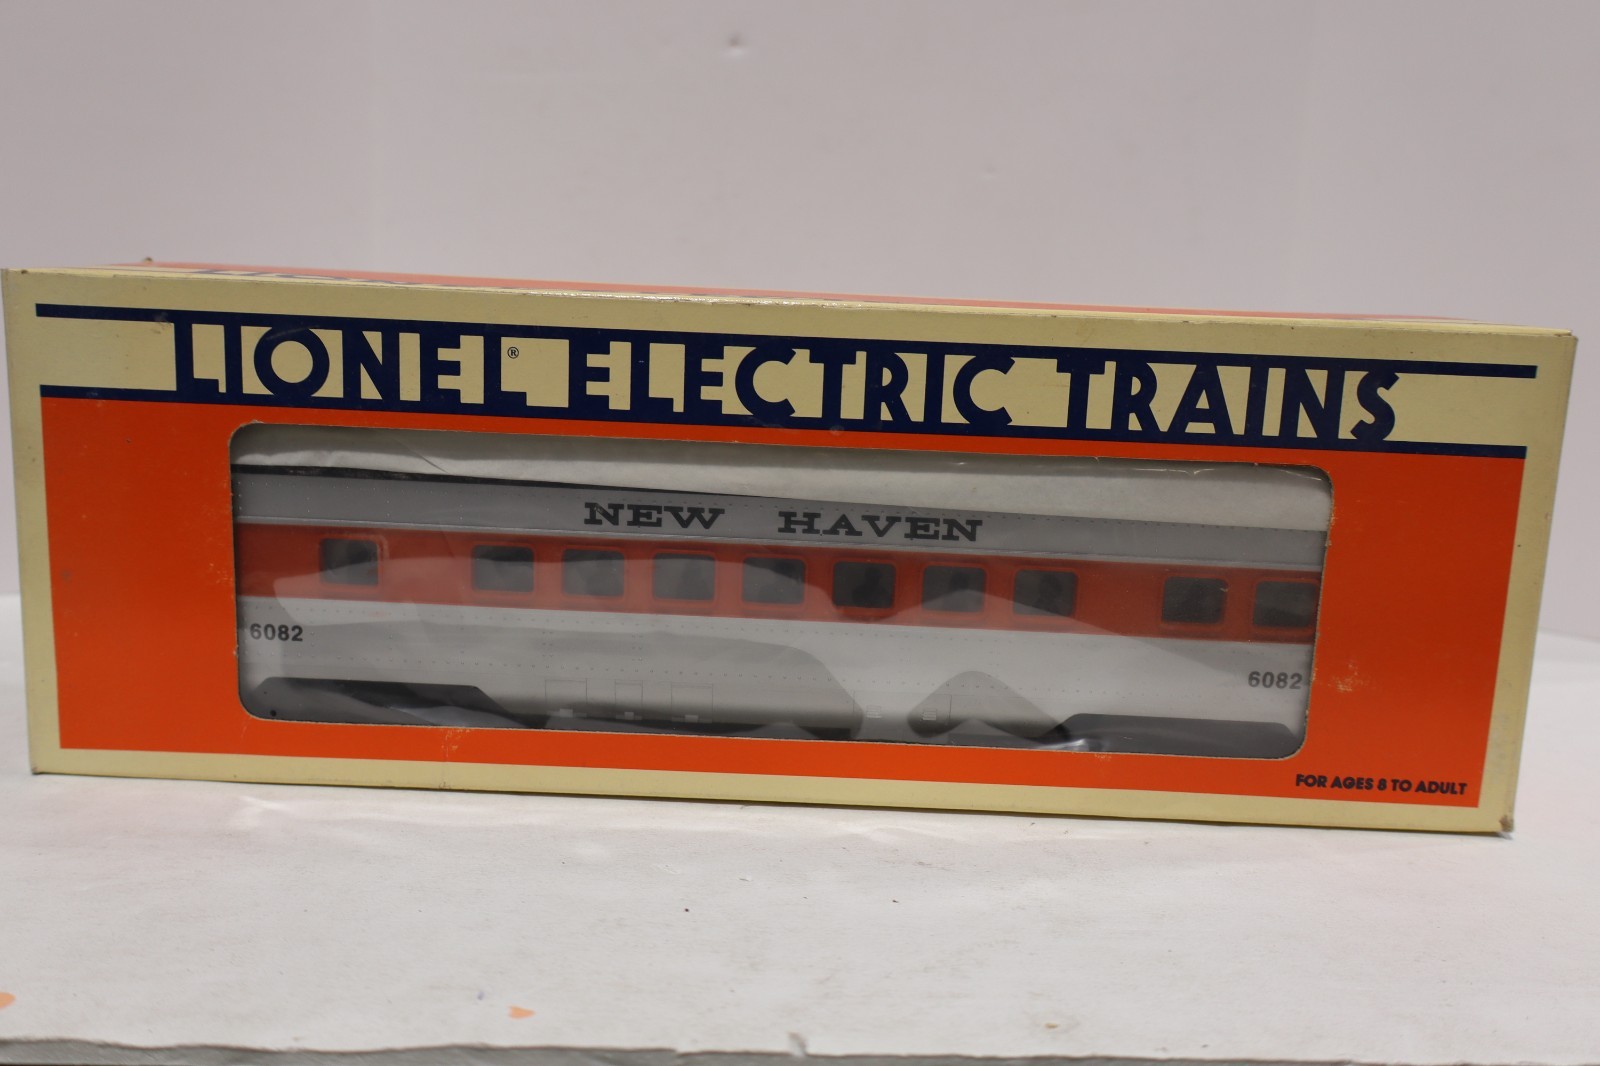 LIONEL® ELECTRIC TRAINS
NEW HAVEN
6082
6082
FOR AGES 8 TO ADULT